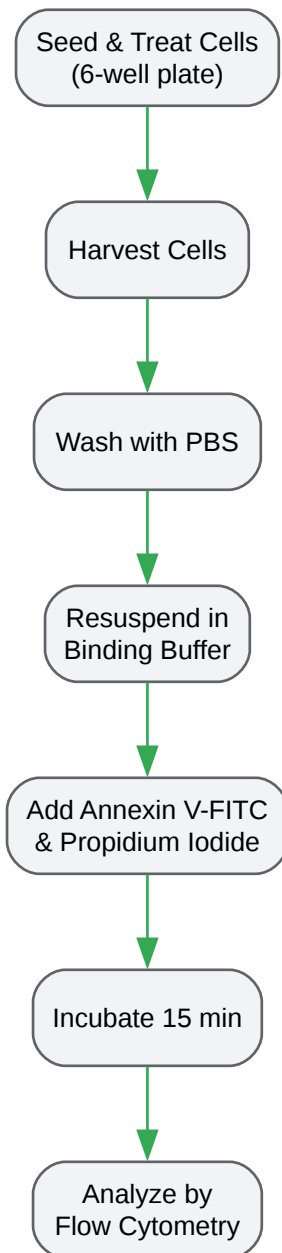 Seed & Treat Cells
(6-well plate)
Harvest Cells
Wash with PBS
Resuspend in
Binding Buffer
Add Annexin V-FITC
& Propidium Iodide
Incubate 15 min
Analyze by
Flow Cytometry